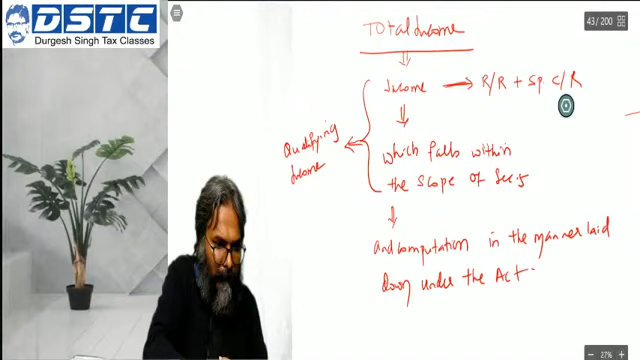 DSTC
Durgesh Singh Tax Classes
43/200
Total Income
Income → R/R + Sp. C/R
Qualifying
Income
which falls within
the scope of Sec.5
and computation in the manner laid
down under the Act.
27%